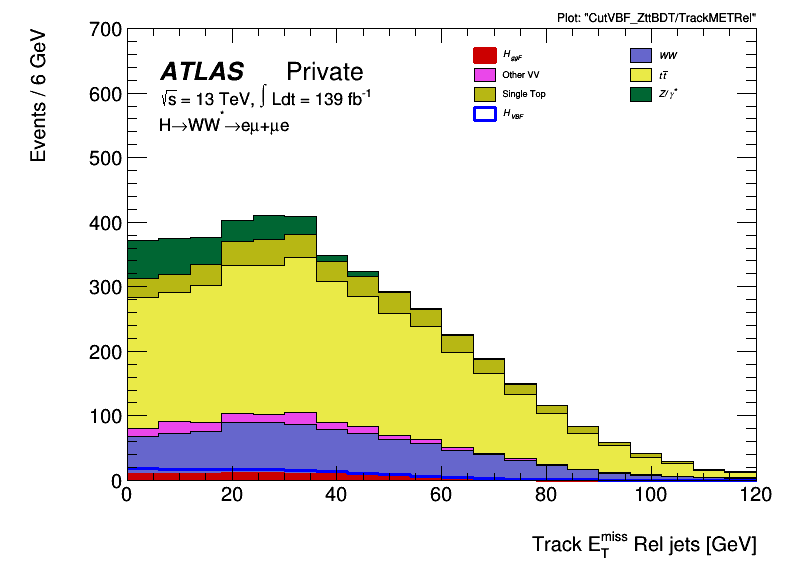 Plot: "CutVBF_ZttBDT/TrackMETRel"
Events / 6 GeV
700
600
500
400
300
200
100
0
ATLAS Private
√s = 13 TeV, ∫ Ldt = 139 fb⁻¹
H→WW*→eμ+μe
H_ggF
Other VV
Single Top
H_VBF
WW
tt̅
Z/γ*
0 20 40 60 80 100 120
Track E_T^miss Rel jets [GeV]